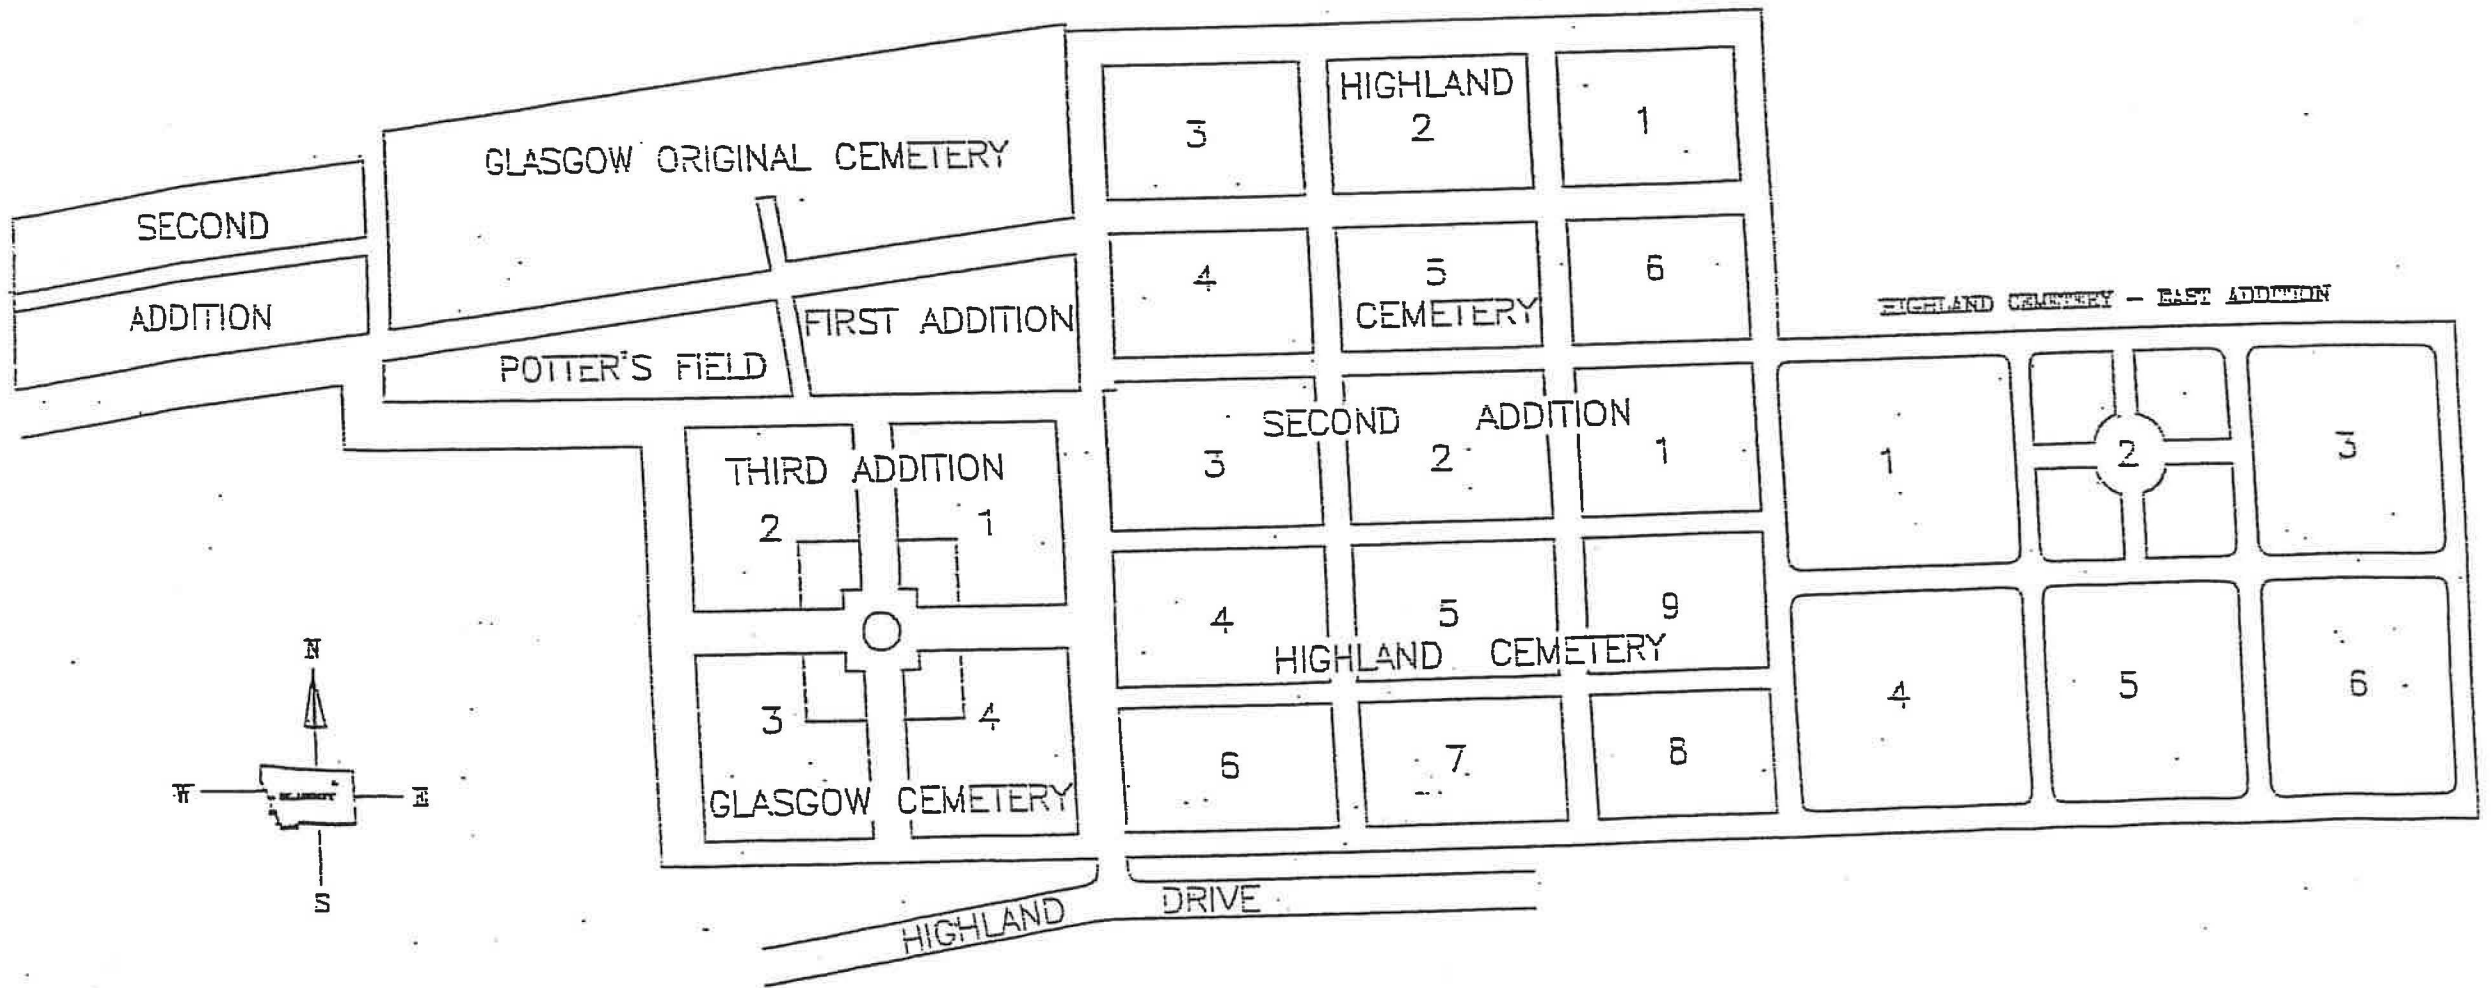 GLASGOW ORIGINAL CEMETERY
SECOND
ADDITION
POTTER'S FIELD
FIRST ADDITION
HIGHLAND
3 2 1
4 5 6
CEMETERY
HIGHLAND CEMETERY - EAST ADDITION
1 2 3
4 5 6
SECOND ADDITION
3 2 1
4 5 9
HIGHLAND CEMETERY
6 7 8
THIRD ADDITION
2 1
3 4
GLASGOW CEMETERY
N
W E
S
HIGHLAND DRIVE